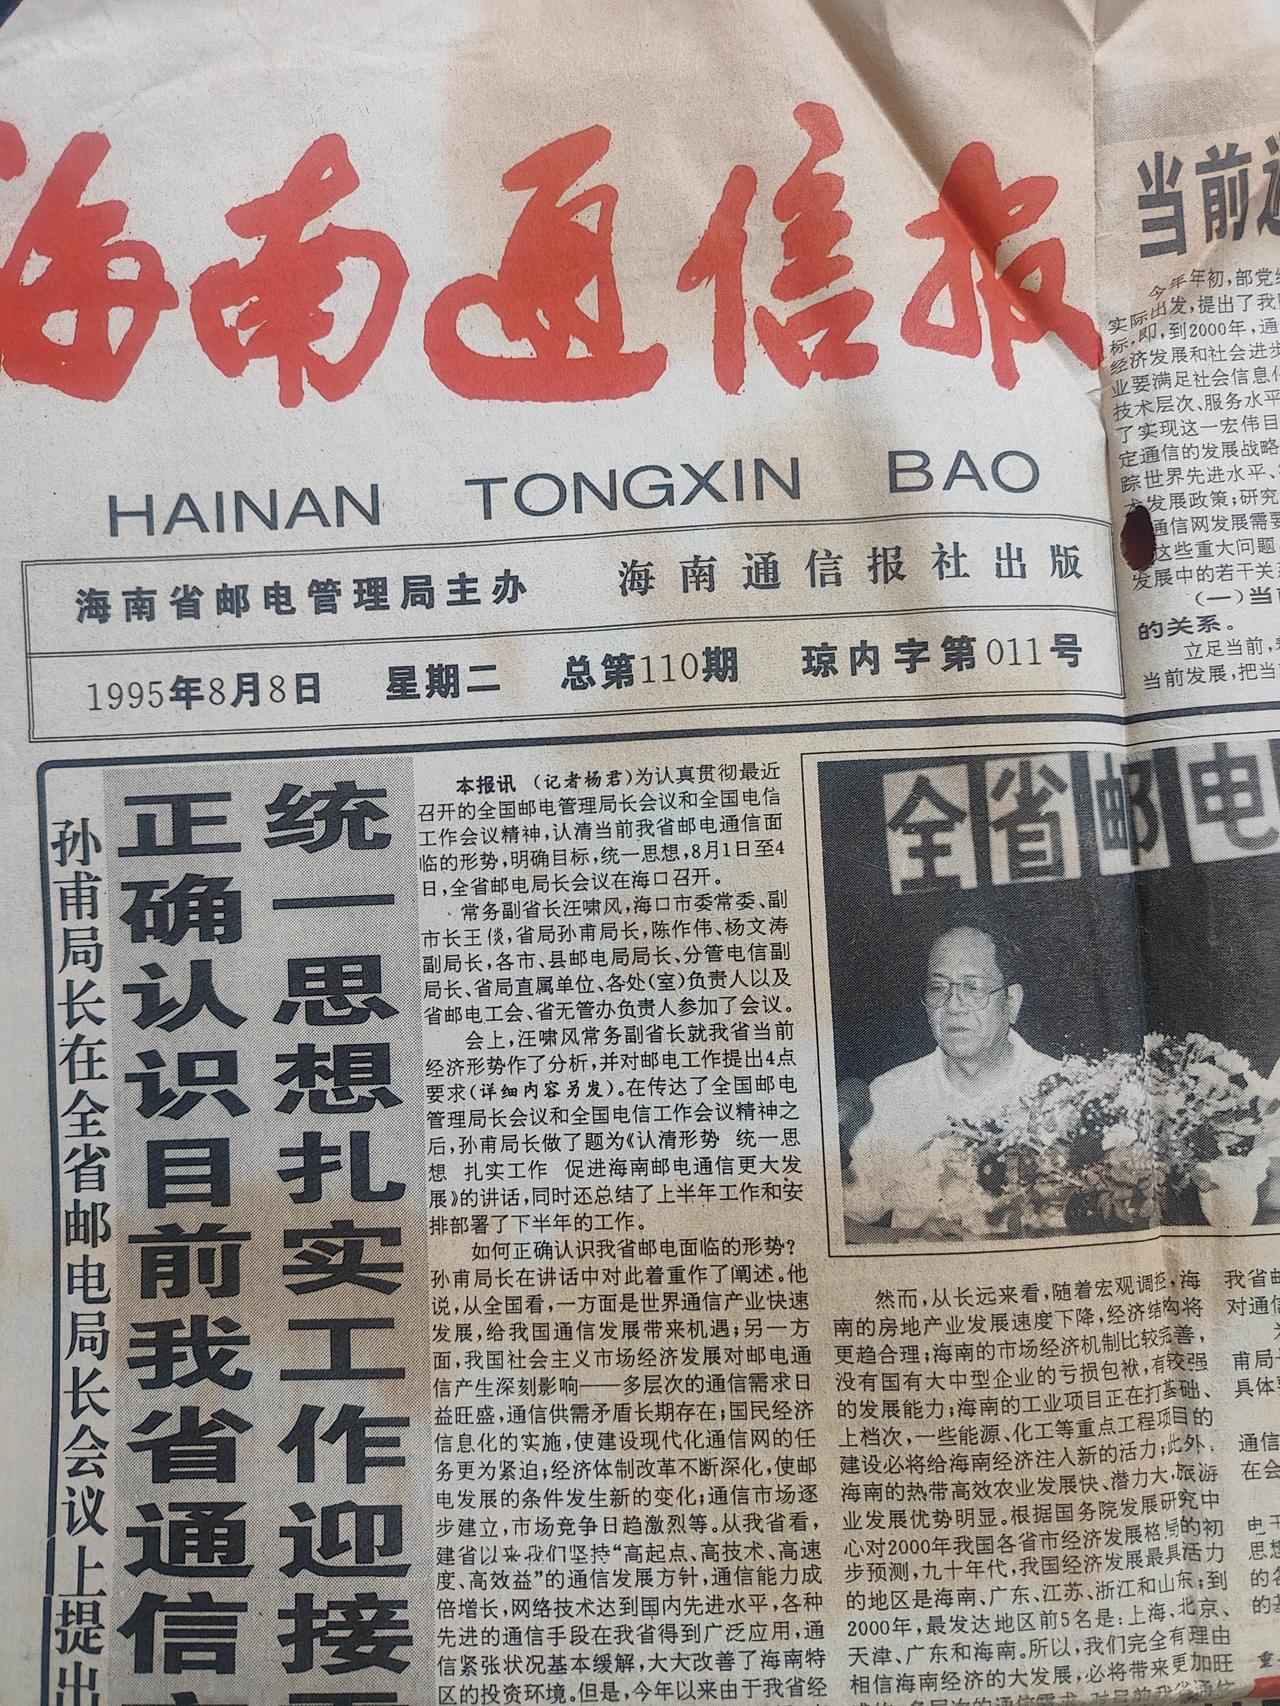 海南通信报
HAINAN TONGXIN BAO
海南省邮电管理局主办 海南通信报社出版
1995年8月8日 星期二 总第110期 琼内字第011号
孙甫局长在全省邮电局长会议上提出
正确认识目前我省通信
统一思想扎实工作迎接
本报讯 (记者杨君)为认真贯彻最近
召开的全国邮电管理局长会议和全国电信
工作会议精神,认清当前我省邮电通信面
临的形势,明确目标,统一思想,8月1日至4
日,全省邮电局长会议在海口召开。
常务副省长汪啸风,海口市委常委、副
市长王倓,省局孙甫局长,陈作伟、杨文涛
副局长,各市、县邮电局局长、分管电信副
局长、省局直属单位、各处(室)负责人以及
省邮电工会、省无管办负责人参加了会议。
会上,汪啸风常务副省长就我省当前
经济形势作了分析,并对邮电工作提出4点
要求(详细内容另发)。在传达了全国邮电
管理局长会议和全国电信工作会议精神之
后,孙甫局长做了题为《认清形势 统一思
想 扎实工作 促进海南邮电通信更大发
展》的讲话,同时还总结了上半年工作和安
排部署了下半年的工作。
如何正确认识我省邮电面临的形势?
孙甫局长在讲话中对此着重作了阐述。他
说,从全国看,一方面是世界通信产业快速
发展,给我国通信发展带来机遇;另一方
面,我国社会主义市场经济发展对邮电通
信产生深刻影响——多层次的通信需求日
益旺盛,通信供需矛盾长期存在;国民经济
信息化的实施,使建设现代化通信网的任
务更为紧迫;经济体制改革不断深化,使邮
电发展的条件发生新的变化;通信市场逐
步建立,市场竞争日趋激烈等。从我省看,
建省以来我们坚持“高起点、高技术、高速
度、高效益”的通信发展方针,通信能力成
倍增长,网络技术达到国内先进水平,各种
先进的通信手段在我省得到广泛应用,通
信紧张状况基本缓解,大大改善了海南特
区的投资环境。但是,今年以来由于我省经
全省邮电
然而,从长远来看,随着宏观调控,海
南的房地产业发展速度下降,经济结构将
更趋合理;海南的市场经济机制比较完善,
没有国有大中型企业的亏损包袱,有较强
的发展能力;海南的工业项目正在打基础、
上档次,一些能源、化工等重点工程项目的
建设必将给海南经济注入新的活力;此外,
海南的热带高效农业发展快、潜力大,旅游
业发展优势明显。根据国务院发展研究中
心对2000年我国各省市经济发展格局的初
步预测,九十年代,我国经济发展最具活力
的地区是海南、广东、江苏、浙江和山东;到
2000年,最发达地区前5名是:上海、北京、
天津、广东和海南。所以,我们完全有理由
相信海南经济的大发展,必将带来更加旺
我省邮
对通信
甫局
具体
通信
在会
电干
思想
的各
的基
当前
今年年初,部党
实际出发,提出了我
标,即,到2000年,通
经济发展和社会进步
业要满足社会信息
技术层次、服务水平
了实现这一宏伟目
定通信的发展战略
踪世界先进水平、
术发展政策;研究
通信网发展需要
这些重大问题
发展中的若干关系
(一)当
的关系。
立足当前,
当前发展,把当